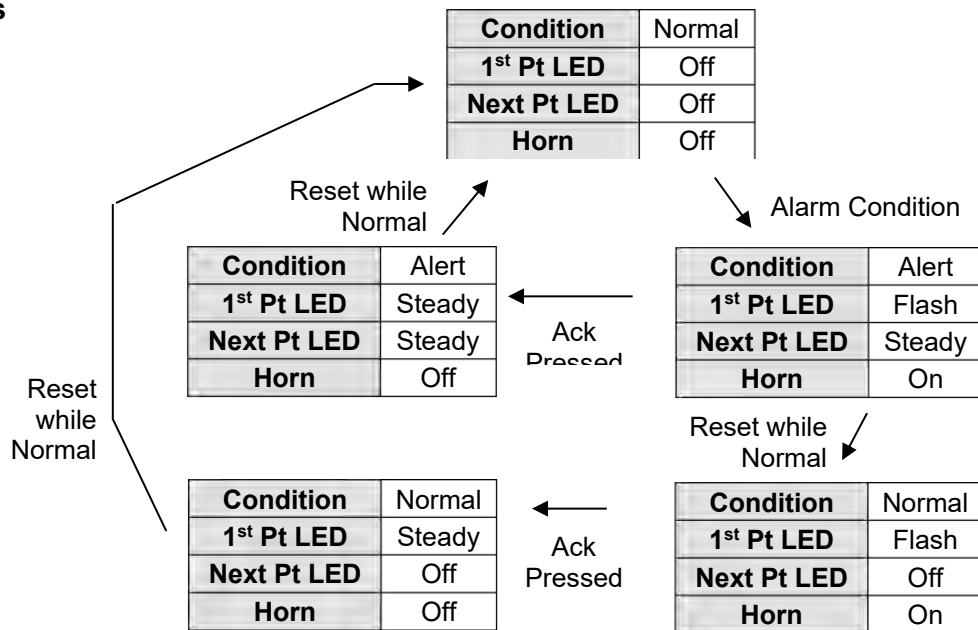 s
Condition Normal
1st Pt LED Off
Next Pt LED Off
Horn Off
Reset while
Normal
Alarm Condition
Condition Alert
1st Pt LED Steady
Next Pt LED Steady
Horn Off
Ack
Pressed
Condition Alert
1st Pt LED Flash
Next Pt LED Steady
Horn On
Reset
while
Normal
Reset while
Normal
Condition Normal
1st Pt LED Steady
Next Pt LED Off
Horn Off
Ack
Pressed
Condition Normal
1st Pt LED Flash
Next Pt LED Off
Horn On